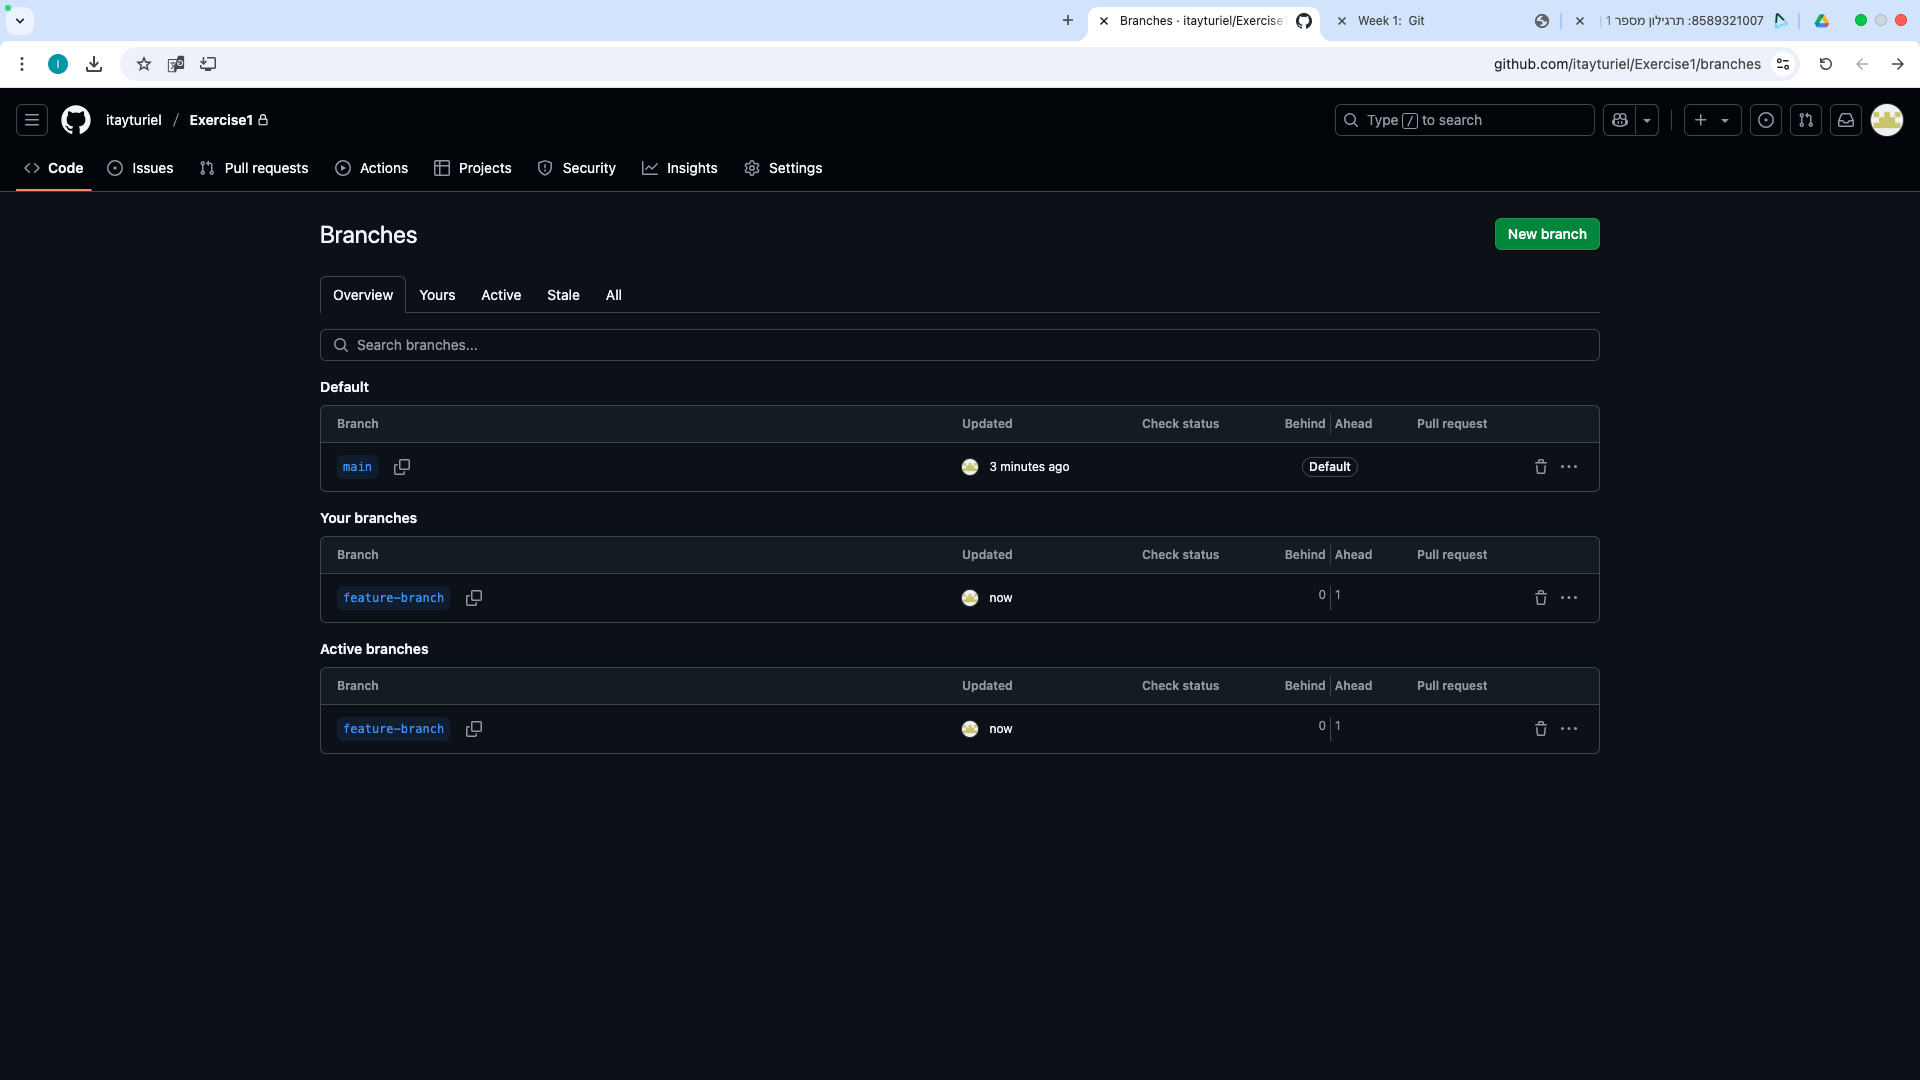 Branches · itayturiel/Exercise
Week 1: Git
8589321007: תרגילון מספר 1 |
I
github.com/itayturiel/Exercise1/branches
itayturiel / Exercise1
Type / to search
Code
Issues
Pull requests
Actions
Projects
Security
Insights
Settings
Branches
New branch
Overview
Yours
Active
Stale
All
Search branches...
Default
Branch Updated Check status Behind Ahead Pull request
main 3 minutes ago Default
Your branches
Branch Updated Check status Behind Ahead Pull request
feature-branch now 0 1
Active branches
Branch Updated Check status Behind Ahead Pull request
feature-branch now 0 1